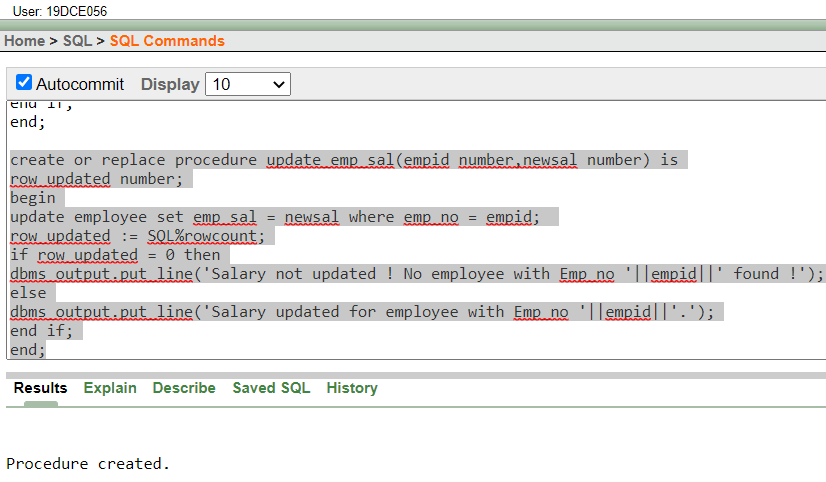 User: 19DCE056
Home > SQL > SQL Commands
Autocommit Display 10
end if;
end;
create or replace procedure update_emp_sal(empid number,newsal number) is
row_updated number;
begin
update employee set emp_sal = newsal where emp_no = empid;
row_updated := SQL%rowcount;
if row_updated = 0 then
dbms_output.put_line('Salary not updated ! No employee with Emp_no '||empid||' found !');
else
dbms_output.put_line('Salary updated for employee with Emp_no '||empid||'.');
end if;
end;
Results Explain Describe Saved SQL History
Procedure created.